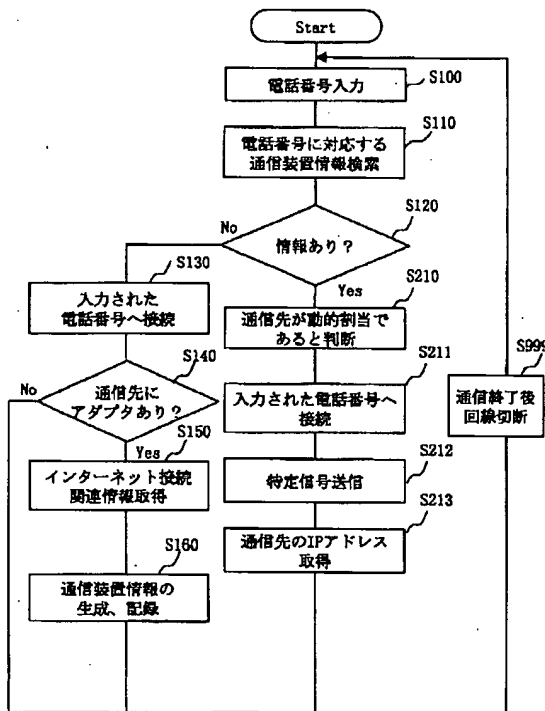 Start
電話番号入力
S100
電話番号に対応する
通信装置情報検索
S110
情報あり？
S120
No
Yes
入力された
電話番号へ接続
S130
通信先が動的割当で
あると判断
S210
通信先に
アダプタあり？
S140
No
Yes
入力された電話番号へ
接続
S211
通信終了後
回線切断
S999
インターネット接続
関連情報取得
S150
特定信号送信
S212
通信先のIPアドレス
取得
S213
通信装置情報の
生成、記録
S160